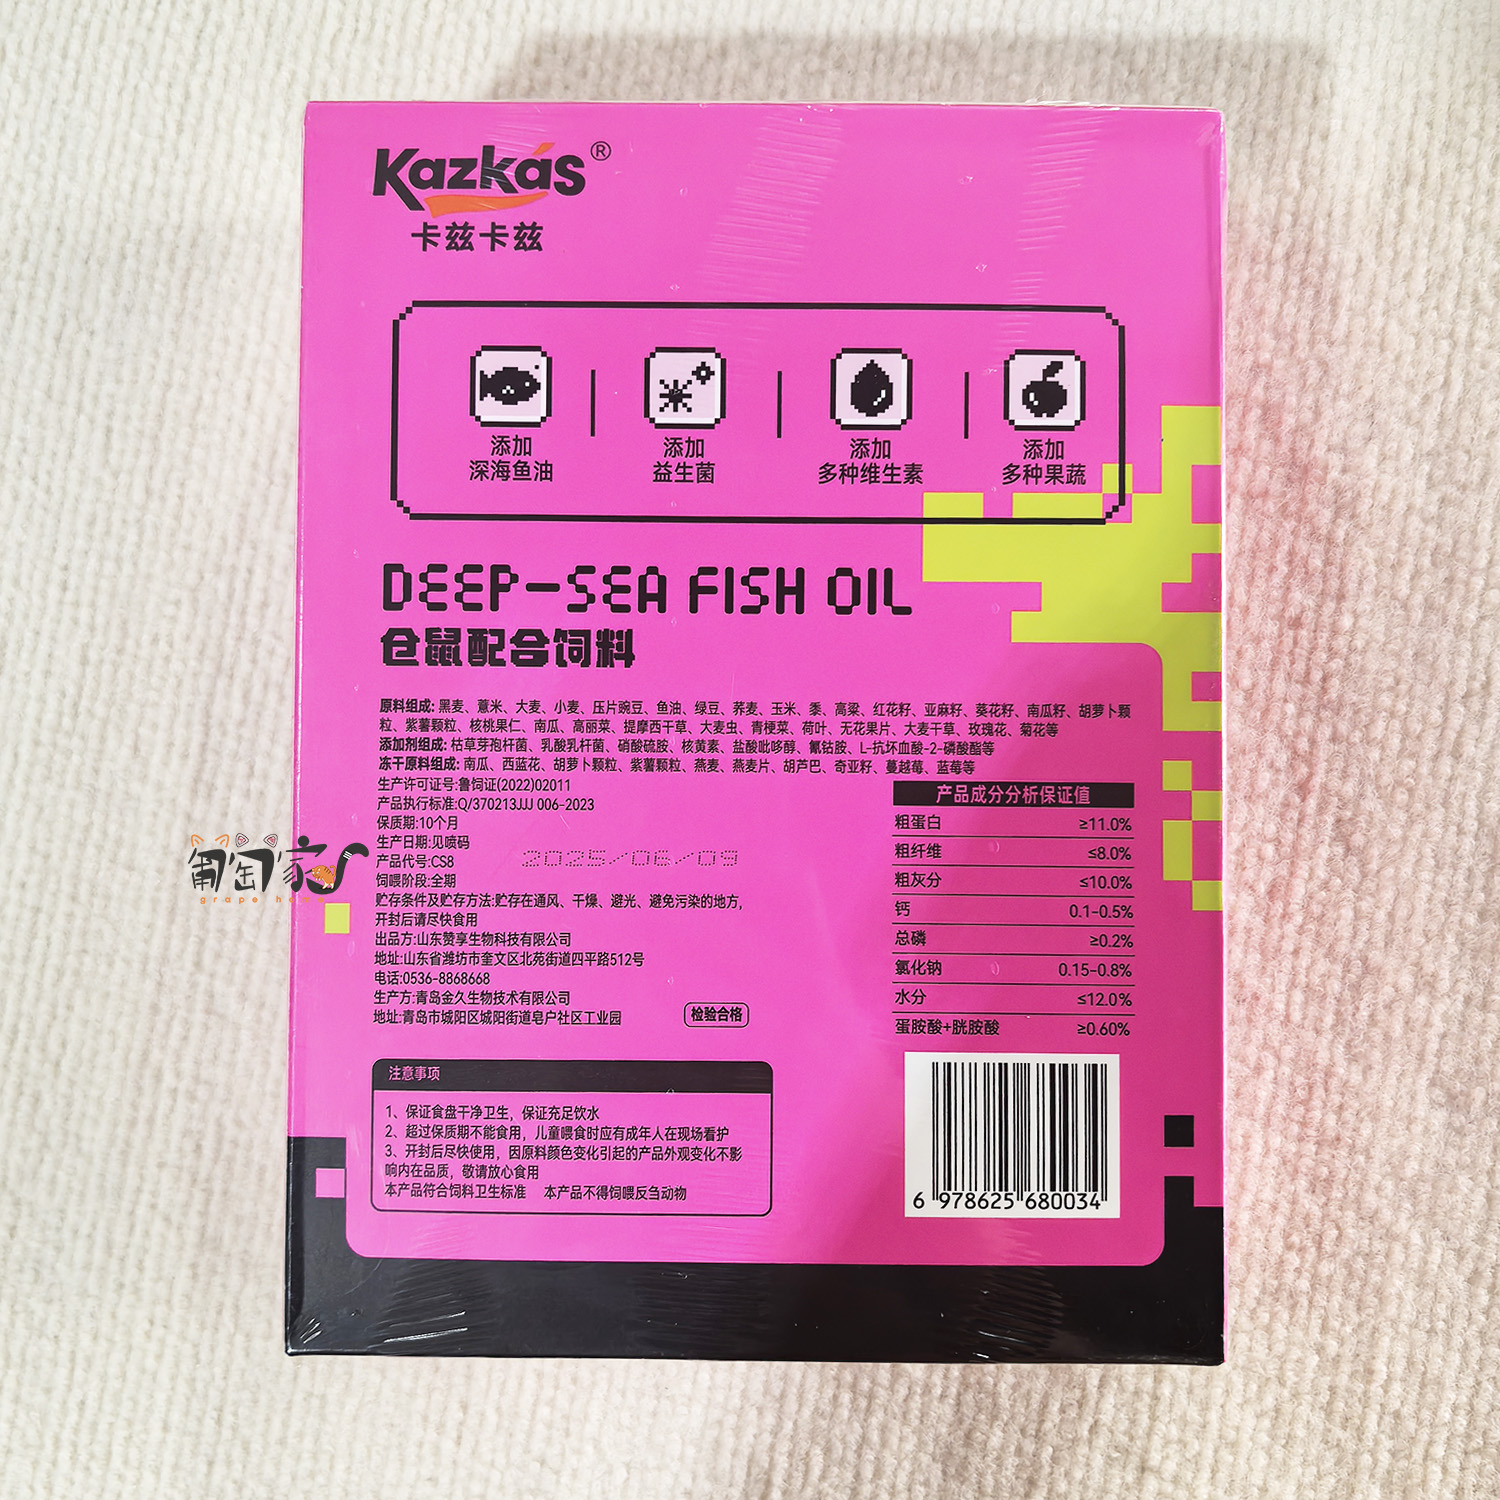 Kazkás®
卡兹卡兹
添加
深海鱼油
添加
益生菌
添加
多种维生素
添加
多种果蔬
DEEP-SEA FISH OIL
仓鼠配合饲料
原料组成:黑麦、薏米、大麦、小麦、压片豌豆、鱼油、绿豆、荞麦、玉米、黍、高粱、红花籽、亚麻籽、葵花籽、南瓜籽、胡萝卜颗
粒、紫薯颗粒、核桃果仁、南瓜、高丽菜、提摩西干草、大麦虫、青梗菜、荷叶、无花果片、大麦干草、玫瑰花、菊花等
添加剂组成:枯草芽孢杆菌、乳酸乳杆菌、硝酸硫胺、核黄素、盐酸吡哆醇、氰钴胺、L-抗坏血酸-2-磷酸酯等
冻干原料组成:南瓜、西蓝花、胡萝卜颗粒、紫薯颗粒、燕麦、燕麦片、胡芦巴、奇亚籽、蔓越莓、蓝莓等
生产许可证号:鲁饲证(2022)02011
产品执行标准:Q/370213JJJ 006-2023
保质期:10个月
生产日期:见喷码
产品代号:CS8
2025/06/09
饲喂阶段:全期
贮存条件及贮存方法:贮存在通风、干燥、避光、避免污染的地方,
开封后请尽快食用
出品方:山东赞享生物科技有限公司
地址:山东省潍坊市奎文区北苑街道四平路512号
电话:0536-8868668
生产方:青岛金久生物技术有限公司
地址:青岛市城阳区城阳街道皂户社区工业园
检验合格
产品成分分析保证值
粗蛋白 ≥11.0%
粗纤维 ≤8.0%
粗灰分 ≤10.0%
钙 0.1-0.5%
总磷 ≥0.2%
氯化钠 0.15-0.8%
水分 ≤12.0%
蛋胺酸+胱胺酸 ≥0.60%
注意事项
1、保证食盘干净卫生，保证充足饮水
2、超过保质期不能食用，儿童喂食时应有成年人在现场看护
3、开封后尽快使用，因原料颜色变化引起的产品外观变化不影
响内在品质，敬请放心食用
本产品符合饲料卫生标准 本产品不得饲喂反刍动物
6 978625 680034
葡萄家
grape home